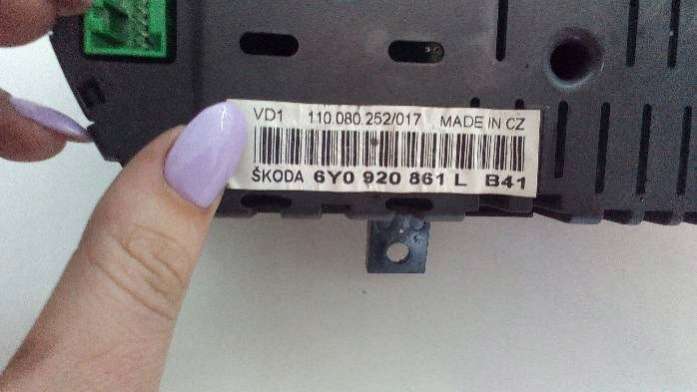 VD1 110.080.252/017 MADE IN CZ
ŠKODA 6Y0 920 861 L B41